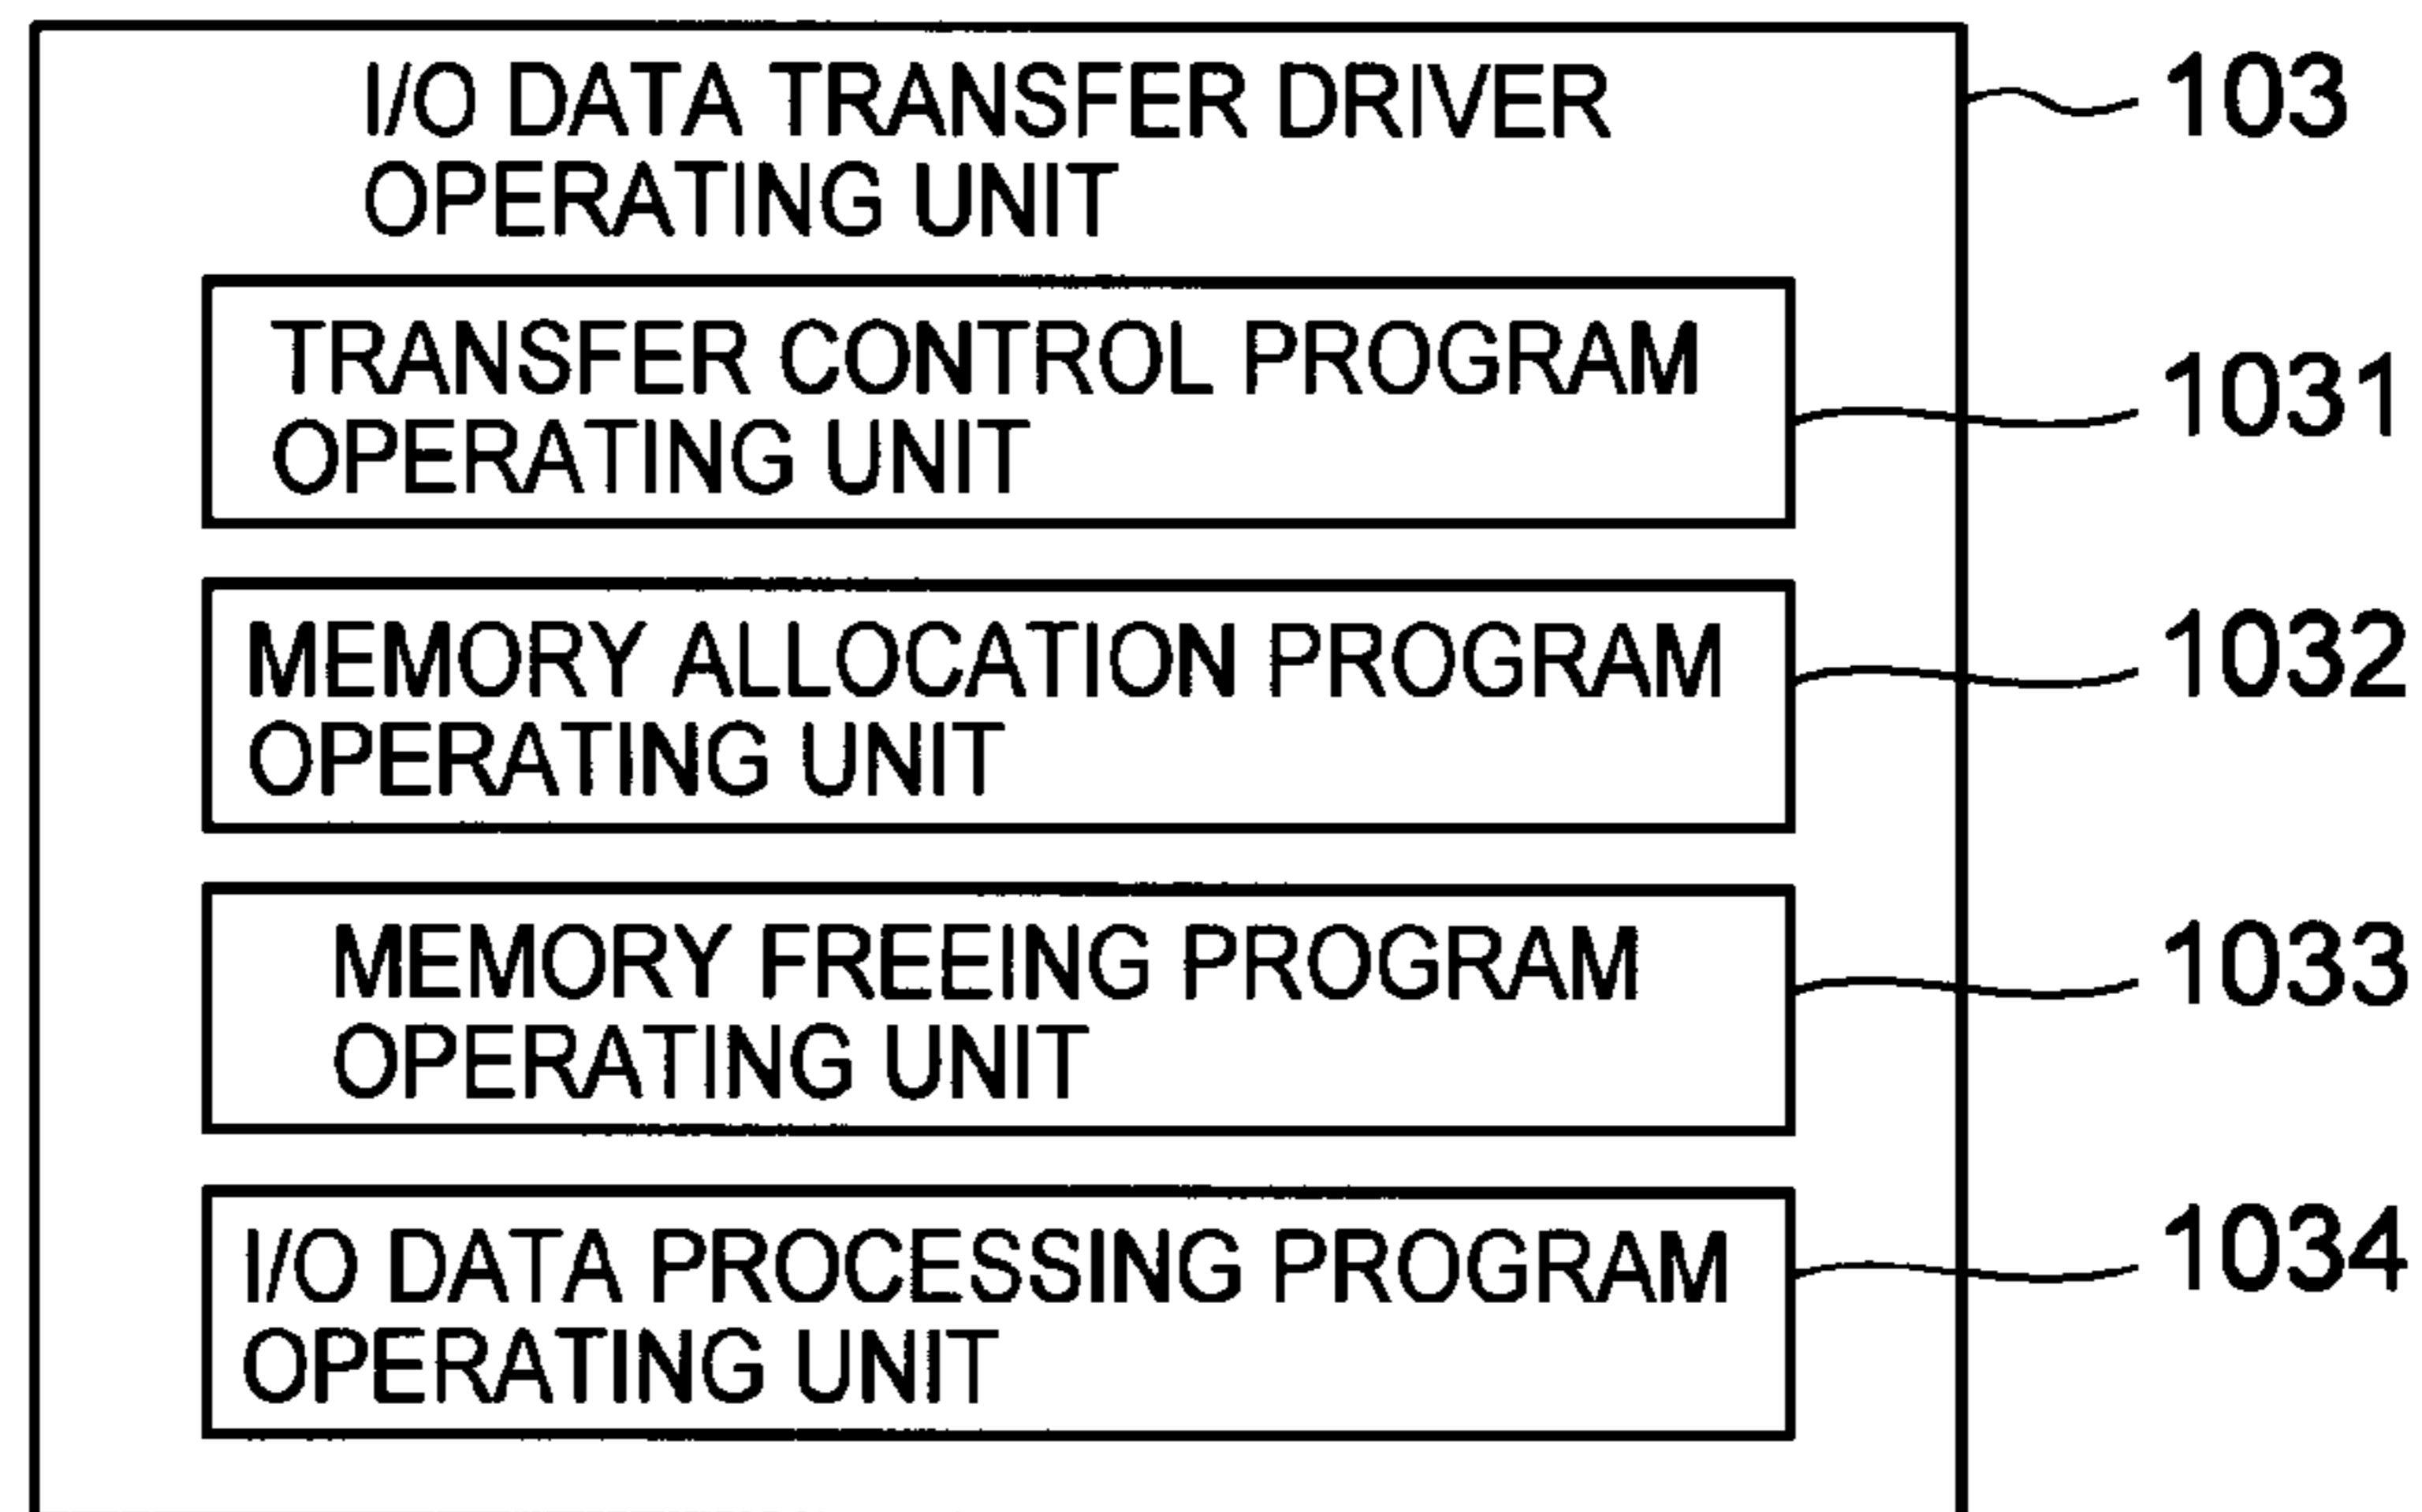 I/O DATA TRANSFER DRIVER
OPERATING UNIT
103
TRANSFER CONTROL PROGRAM
OPERATING UNIT
1031
MEMORY ALLOCATION PROGRAM
OPERATING UNIT
1032
MEMORY FREEING PROGRAM
OPERATING UNIT
1033
I/O DATA PROCESSING PROGRAM
OPERATING UNIT
1034